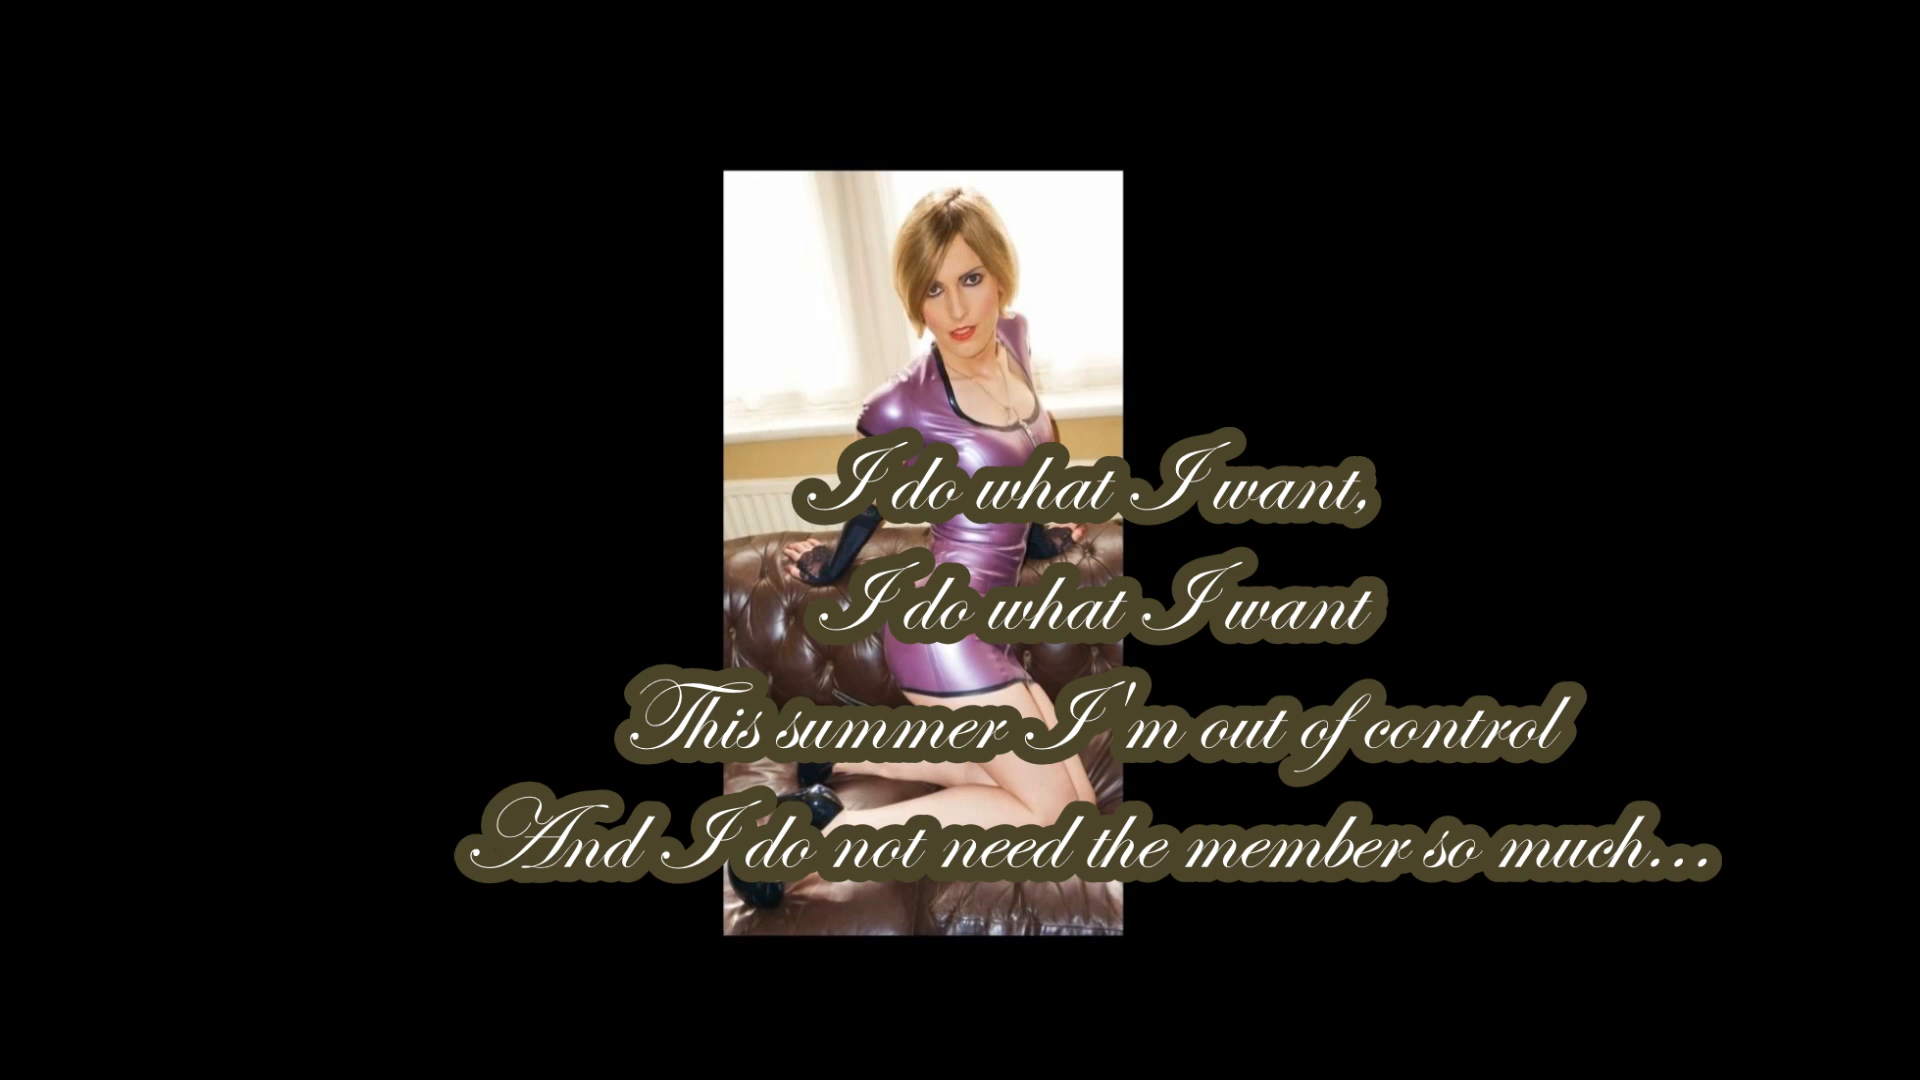 I do what I want,
I do what I want
This summer I'm out of control
And I do not need the member so much...